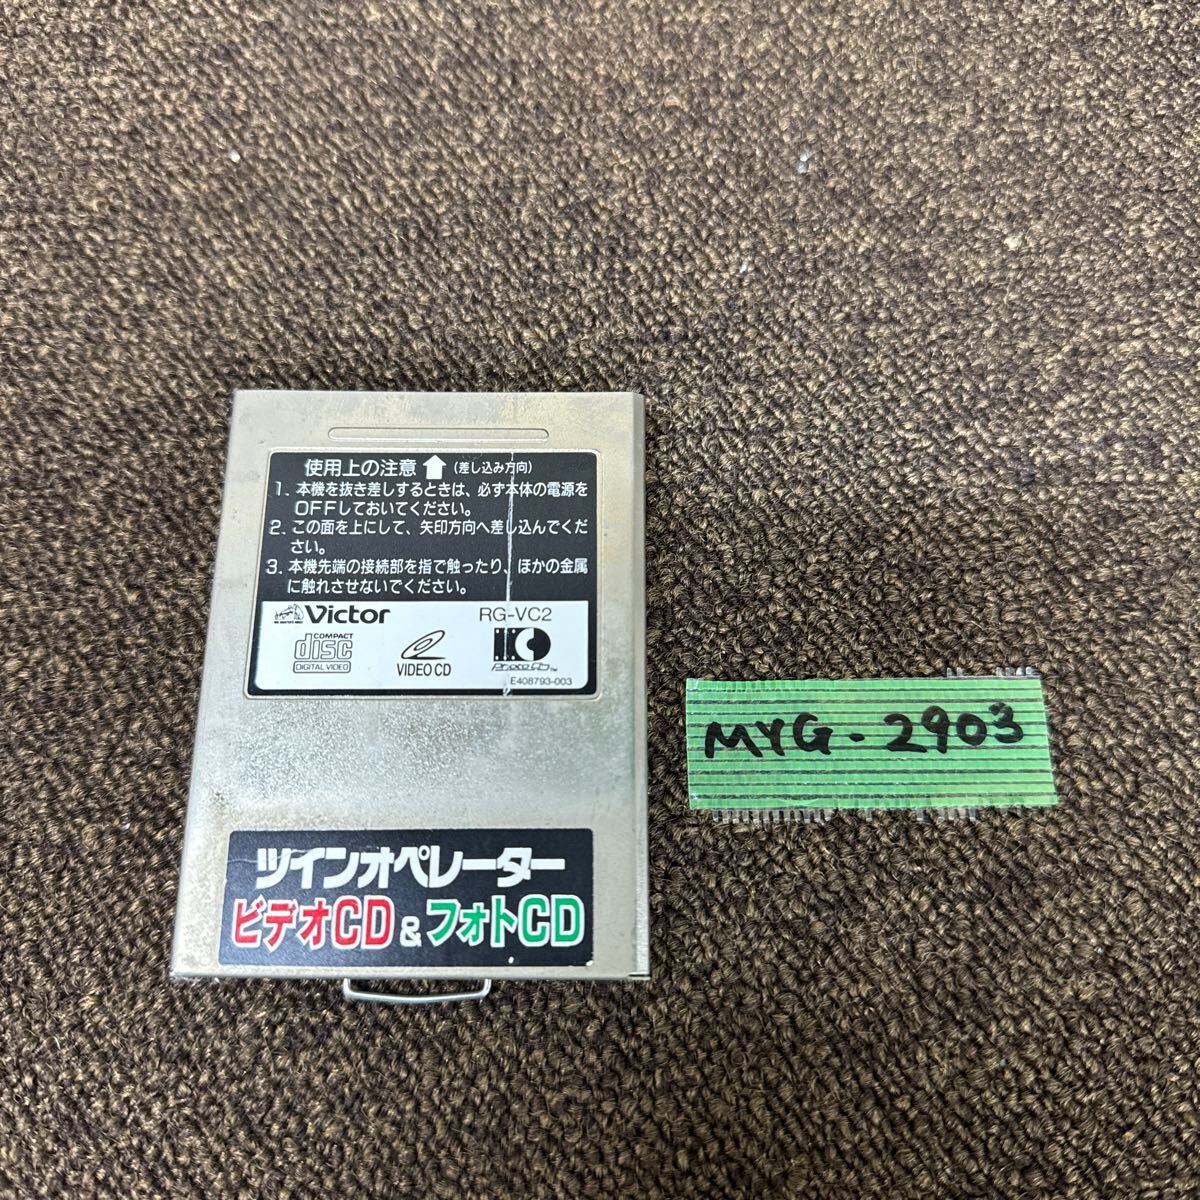 使用上の注意 (差し込み方向)
1. 本機を抜き差しするときは、必ず本体の電源を
OFFしておいてください。
2. この面を上にして、矢印方向へ差し込んでくだ
さい。
3. 本機先端の接続部を指で触ったり、ほかの金属
に触れさせないでください。
Victor RG-VC2
COMPACT
disc
DIGITAL VIDEO
VIDEO CD
E408793-003
ツインオペレーター
ビデオCD & フォトCD
MYG-2903